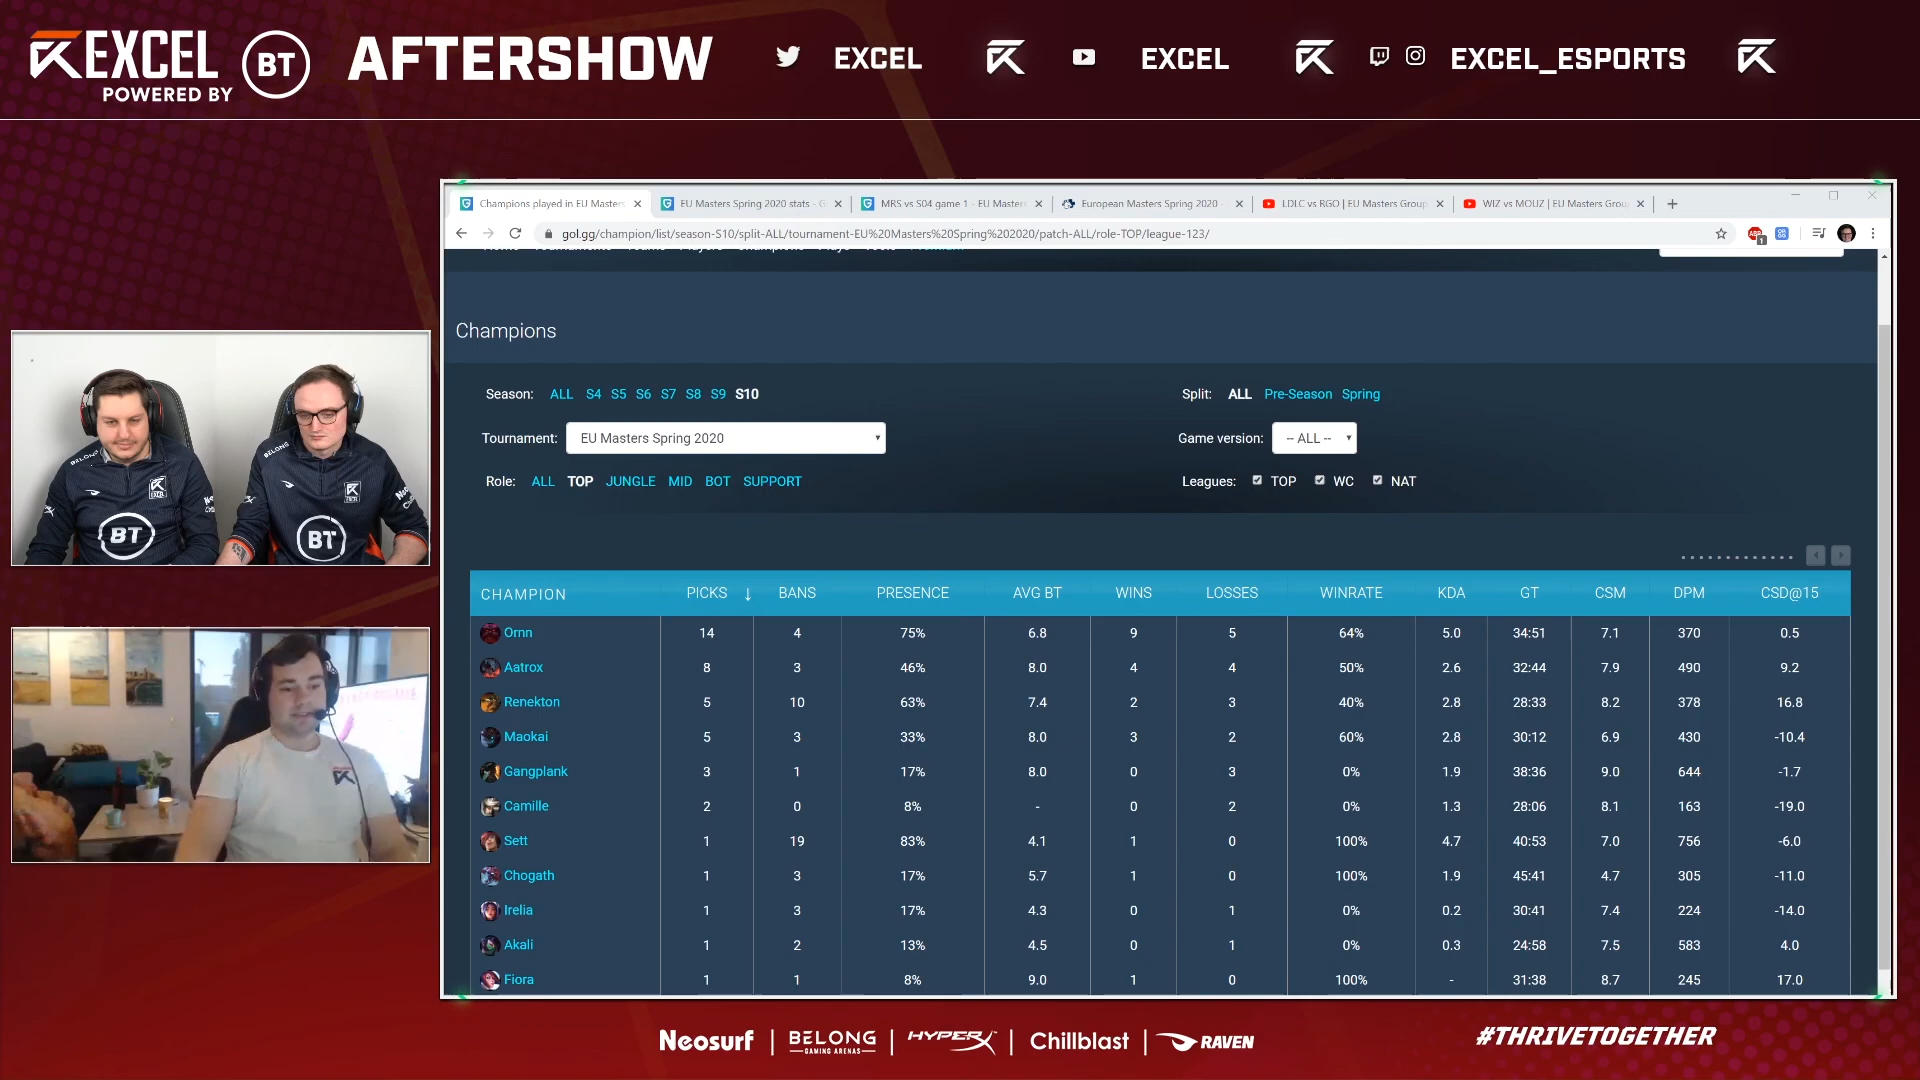 EXCEL
POWERED BY
BT
AFTERSHOW
EXCEL
EXCEL
EXCEL_ESPORTS
Champions played in EU Masters
EU Masters Spring 2020 stats - G
MRS vs S04 game 1 - EU Masters
European Masters Spring 2020 -
LDLC vs RGO | EU Masters Group
WIZ vs MOUZ | EU Masters Grou
gol.gg/champion/list/season-S10/split-ALL/tournament-EU%20Masters%20Spring%202020/patch-ALL/role-TOP/league-123/
Champions
Season: ALL S4 S5 S6 S7 S8 S9 S10
Split: ALL Pre-Season Spring
Tournament: EU Masters Spring 2020
Game version: -- ALL --
Role: ALL TOP JUNGLE MID BOT SUPPORT
Leagues: TOP WC NAT
CHAMPION PICKS ↓ BANS PRESENCE AVG BT WINS LOSSES WINRATE KDA GT CSM DPM CSD@15
Ornn 14 4 75% 6.8 9 5 64% 5.0 34:51 7.1 370 0.5
Aatrox 8 3 46% 8.0 4 4 50% 2.6 32:44 7.9 490 9.2
Renekton 5 10 63% 7.4 2 3 40% 2.8 28:33 8.2 378 16.8
Maokai 5 3 33% 8.0 3 2 60% 2.8 30:12 6.9 430 -10.4
Gangplank 3 1 17% 8.0 0 3 0% 1.9 38:36 9.0 644 -1.7
Camille 2 0 8% - 0 2 0% 1.3 28:06 8.1 163 -19.0
Sett 1 19 83% 4.1 1 0 100% 4.7 40:53 7.0 756 -6.0
Chogath 1 3 17% 5.7 1 0 100% 1.9 45:41 4.7 305 -11.0
Irelia 1 3 17% 4.3 0 1 0% 0.2 30:41 7.4 224 -14.0
Akali 1 2 13% 4.5 0 1 0% 0.3 24:58 7.5 583 4.0
Fiora 1 1 8% 9.0 1 0 100% - 31:38 8.7 245 17.0
BELONG
BT
BELONG
BT
Neosurf | BELONG GAMING ARENAS | HYPERX | Chillblast | RAVEN
#THRIVETOGETHER